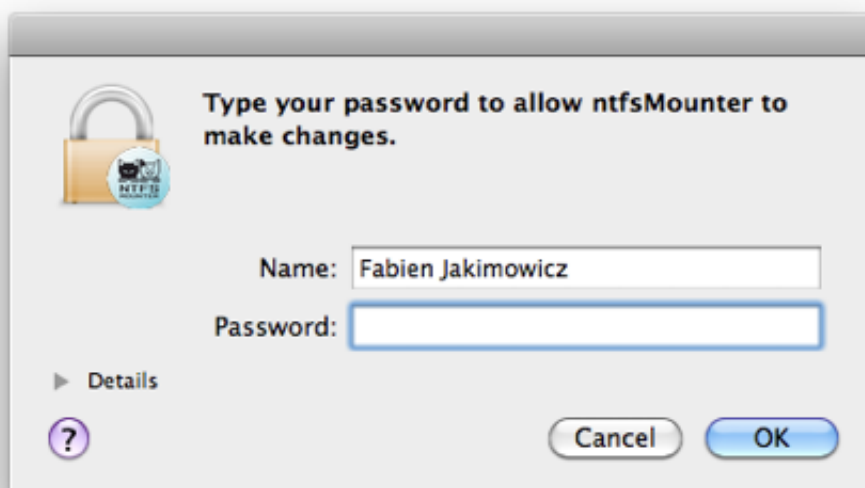 Type your password to allow ntfsMounter to
make changes.
NTFS
MOUNTER
Name: Fabien Jakimowicz
Password:
Details
?
Cancel OK